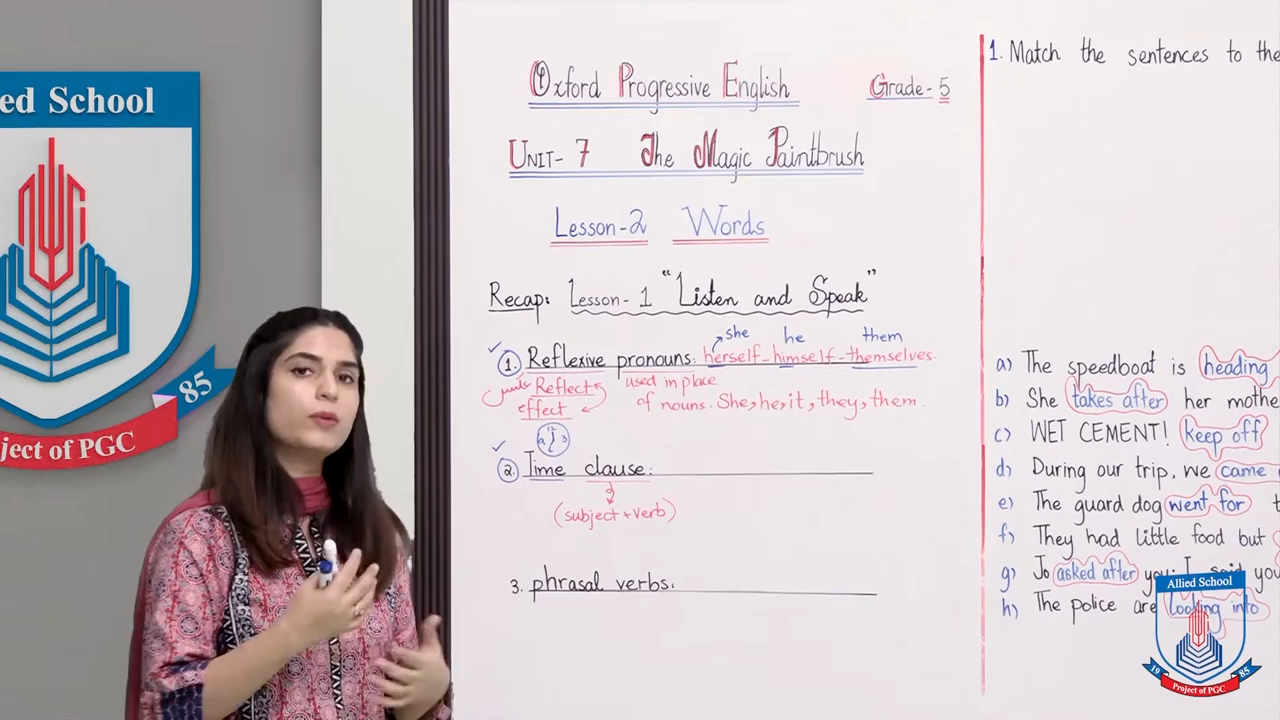 ed School
85
ject of PGC
Oxford Progressive English Grade-5
UNIT-7 The Magic Paintbrush
Lesson-2 Words
Recap: Lesson-1 "Listen and Speak"
she he them
1. Reflexive pronouns: herself-himself-themselves.
Reflect used in place
effect of nouns. She, he, it, they, them.
2 Time clause:
(subject+verb)
3. phrasal verbs:
1. Match the sentences to the
a) The speedboat is heading
b) She takes after her mothe
c) WET CEMENT! keep off
d) During our trip, we came
e) The guard dog went for t
f) They had little food but
g) Jo asked after you. I said you
h) The police are looking into
Allied School
19 85
Project of PGC